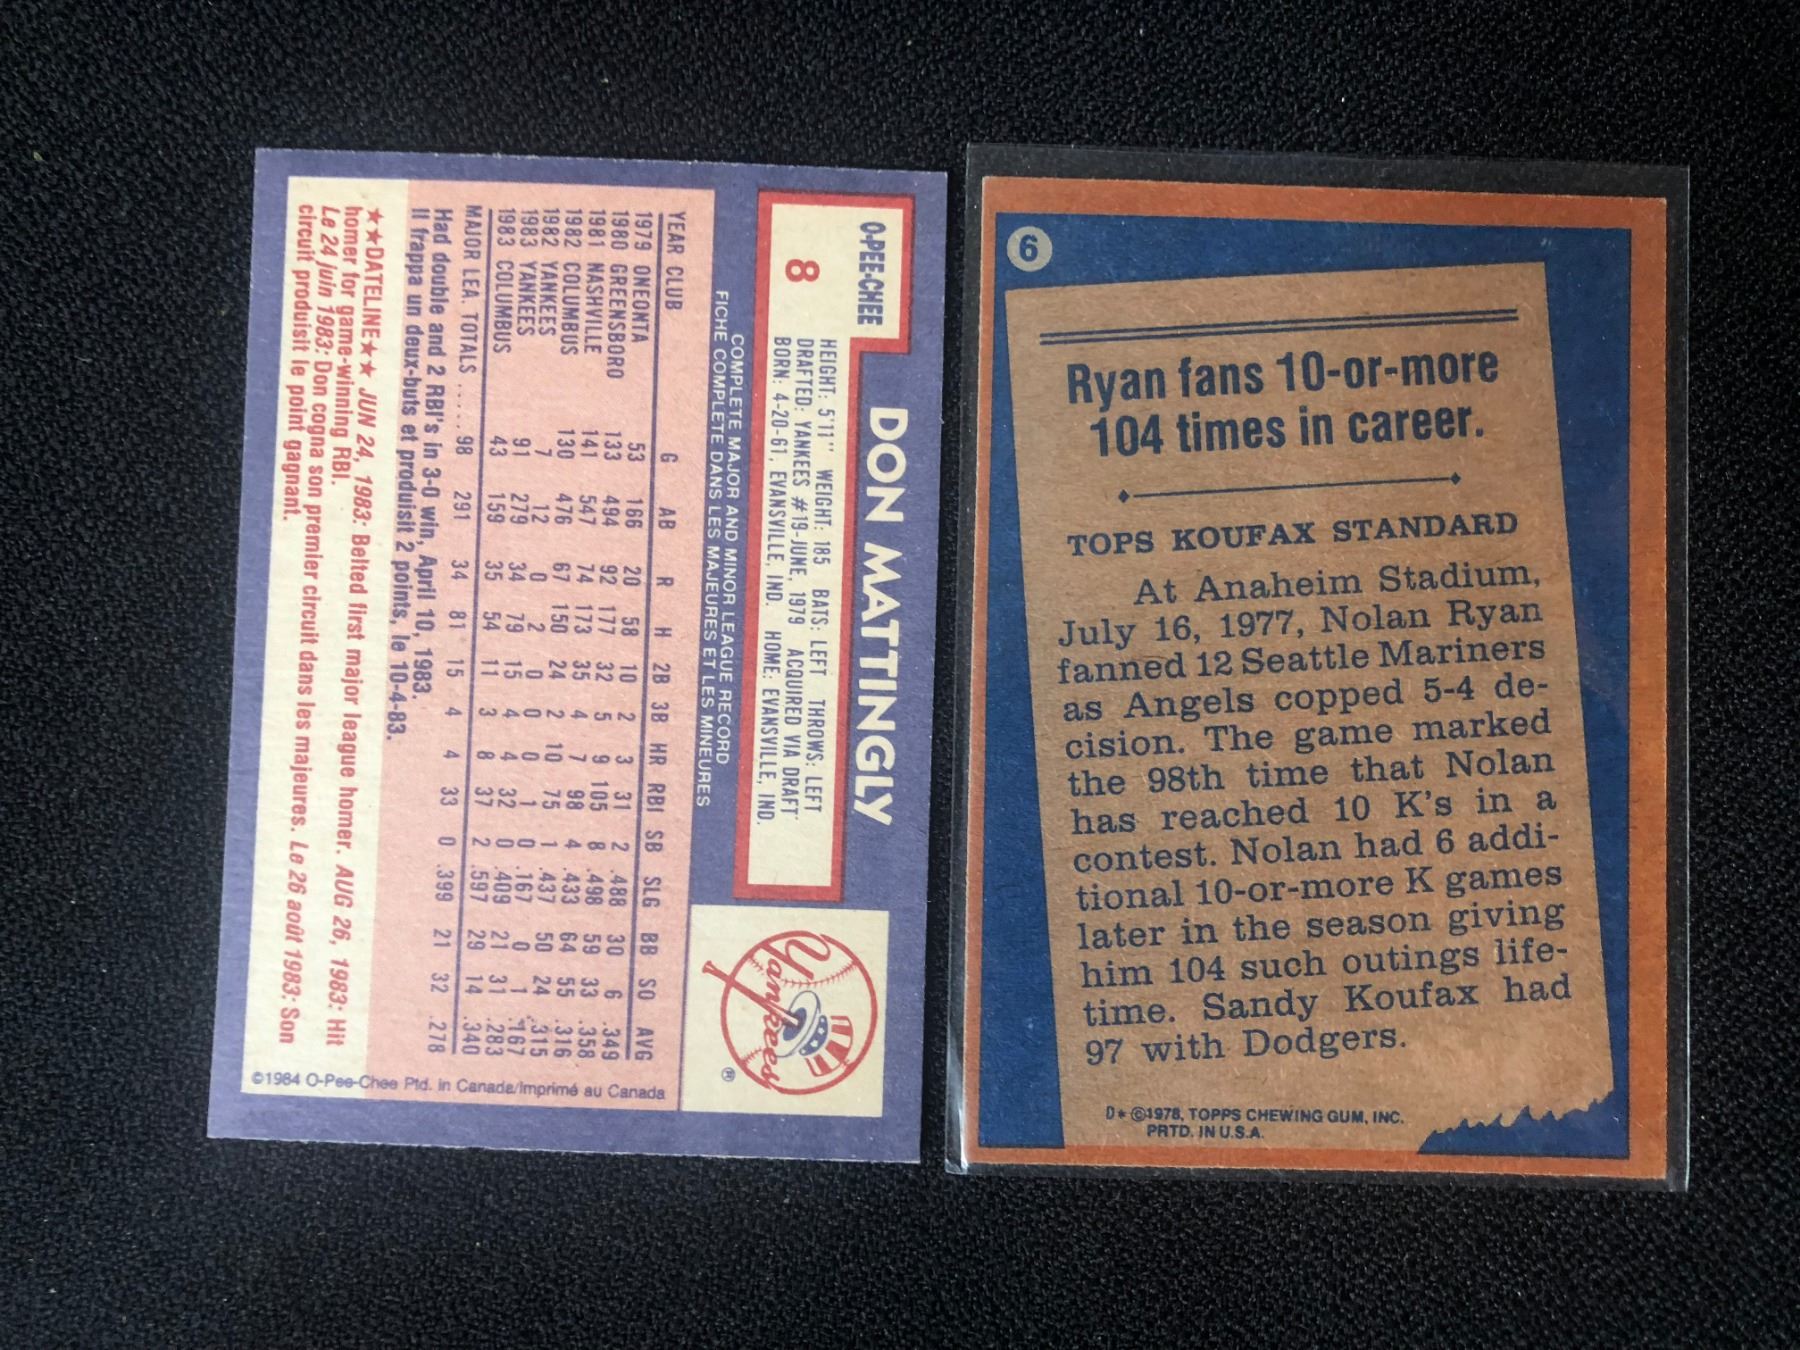 O-PEE-CHEE
8
DON MATTINGLY
HEIGHT: 5'11" WEIGHT: 185 BATS: LEFT THROWS: LEFT
DRAFTED: YANKEES #19-JUNE, 1979 ACQUIRED VIA DRAFT
BORN: 4-20-61, EVANSVILLE, IND. HOME: EVANSVILLE, IND.
Yankees
®
COMPLETE MAJOR AND MINOR LEAGUE RECORD
FICHE COMPLETE DANS LES MAJEURES ET LES MINEURES
YEAR CLUB G AB R H 2B 3B HR RBI SB SLG BB SO AVG
1979 ONEONTA 53 166 20 58 10 2 3 31 2 .488 30 6 .349
1980 GREENSBORO 133 494 92 177 32 5 9 105 8 .498 59 33 .358
1981 NASHVILLE 141 547 74 173 35 4 7 98 4 .433 64 55 .316
1982 COLUMBUS 130 476 67 150 24 2 10 75 1 .437 50 24 .315
1982 YANKEES 7 12 0 2 0 0 0 1 0 .167 0 1 .167
1983 YANKEES 91 279 34 79 15 4 4 32 0 .409 21 31 .283
1983 COLUMBUS 43 159 35 54 11 3 8 37 2 .597 29 14 .340
MAJOR LEA. TOTALS ..... 98 291 34 81 15 4 4 33 0 .399 21 32 .278
Had double and 2 RBI's in 3-0 win, April 10, 1983.
Il frappa un deux-buts et produisit 2 points, le 10-4-83.
★★DATELINE★★ JUN 24, 1983: Belted first major league homer. AUG 26, 1983: Hit
homer for game-winning RBI.
Le 24 juin 1983: Don cogna son premier circuit dans les majeures. Le 26 août 1983: Son
circuit produisit le point gagnant.
©1984 O-Pee-Chee Ptd. in Canada/Imprimé au Canada
6
Ryan fans 10-or-more
104 times in career.
TOPS KOUFAX STANDARD
At Anaheim Stadium,
July 16, 1977, Nolan Ryan
fanned 12 Seattle Mariners
as Angels copped 5-4 de-
cision. The game marked
the 98th time that Nolan
has reached 10 K's in a
contest. Nolan had 6 addi-
tional 10-or-more K games
later in the season giving
him 104 such outings life-
time. Sandy Koufax had
97 with Dodgers.
D* ©1978, TOPPS CHEWING GUM, INC.
PRTD. IN U.S.A.